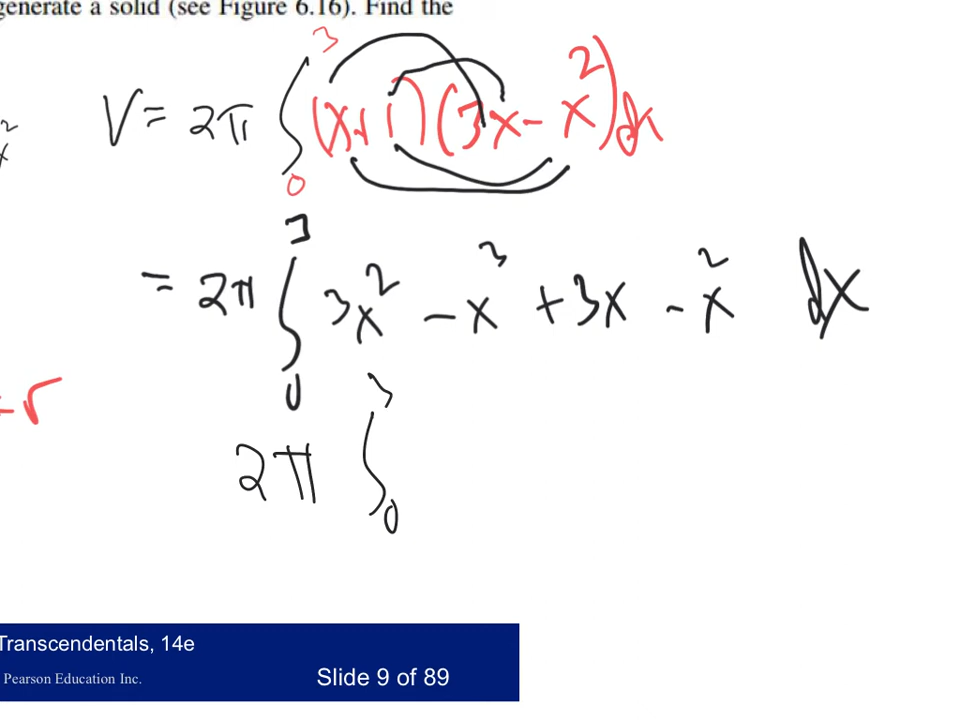 generate a solid (see Figure 6.16). Find the
V = 2π ∫₀³ (x+1)(3x-x²)dx
= 2π ∫₀³ 3x² - x³ + 3x - x² dx
2π ∫₀³
Transcendentals, 14e
Pearson Education Inc.
Slide 9 of 89